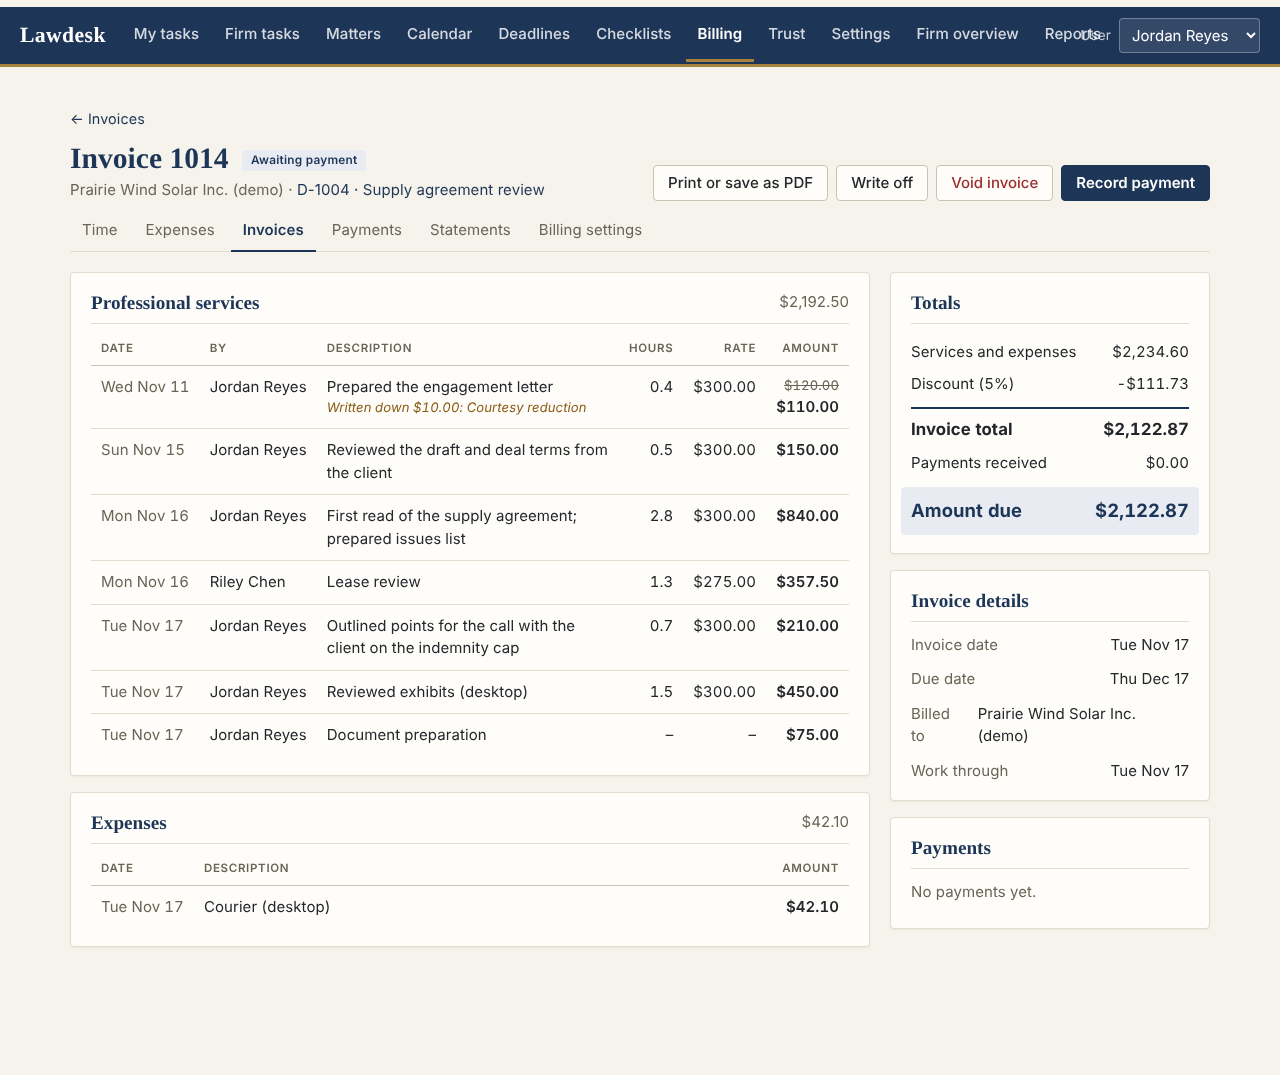 Lawdesk My tasks Firm tasks Matters Calendar Deadlines Checklists Billing Trust Settings Firm overview Reports User Jordan Reyes
← Invoices
Invoice 1014 Awaiting payment
Prairie Wind Solar Inc. (demo) · D-1004 · Supply agreement review
Print or save as PDF Write off Void invoice Record payment
Time Expenses Invoices Payments Statements Billing settings
Professional services $2,192.50
DATE BY DESCRIPTION HOURS RATE AMOUNT
Wed Nov 11 Jordan Reyes Prepared the engagement letter 0.4 $300.00 $120.00
Written down $10.00: Courtesy reduction $110.00
Sun Nov 15 Jordan Reyes Reviewed the draft and deal terms from 0.5 $300.00 $150.00
the client
Mon Nov 16 Jordan Reyes First read of the supply agreement; 2.8 $300.00 $840.00
prepared issues list
Mon Nov 16 Riley Chen Lease review 1.3 $275.00 $357.50
Tue Nov 17 Jordan Reyes Outlined points for the call with the 0.7 $300.00 $210.00
client on the indemnity cap
Tue Nov 17 Jordan Reyes Reviewed exhibits (desktop) 1.5 $300.00 $450.00
Tue Nov 17 Jordan Reyes Document preparation – – $75.00
Expenses $42.10
DATE DESCRIPTION AMOUNT
Tue Nov 17 Courier (desktop) $42.10
Totals
Services and expenses $2,234.60
Discount (5%) -$111.73
Invoice total $2,122.87
Payments received $0.00
Amount due $2,122.87
Invoice details
Invoice date Tue Nov 17
Due date Thu Dec 17
Billed to Prairie Wind Solar Inc. (demo)
Work through Tue Nov 17
Payments
No payments yet.